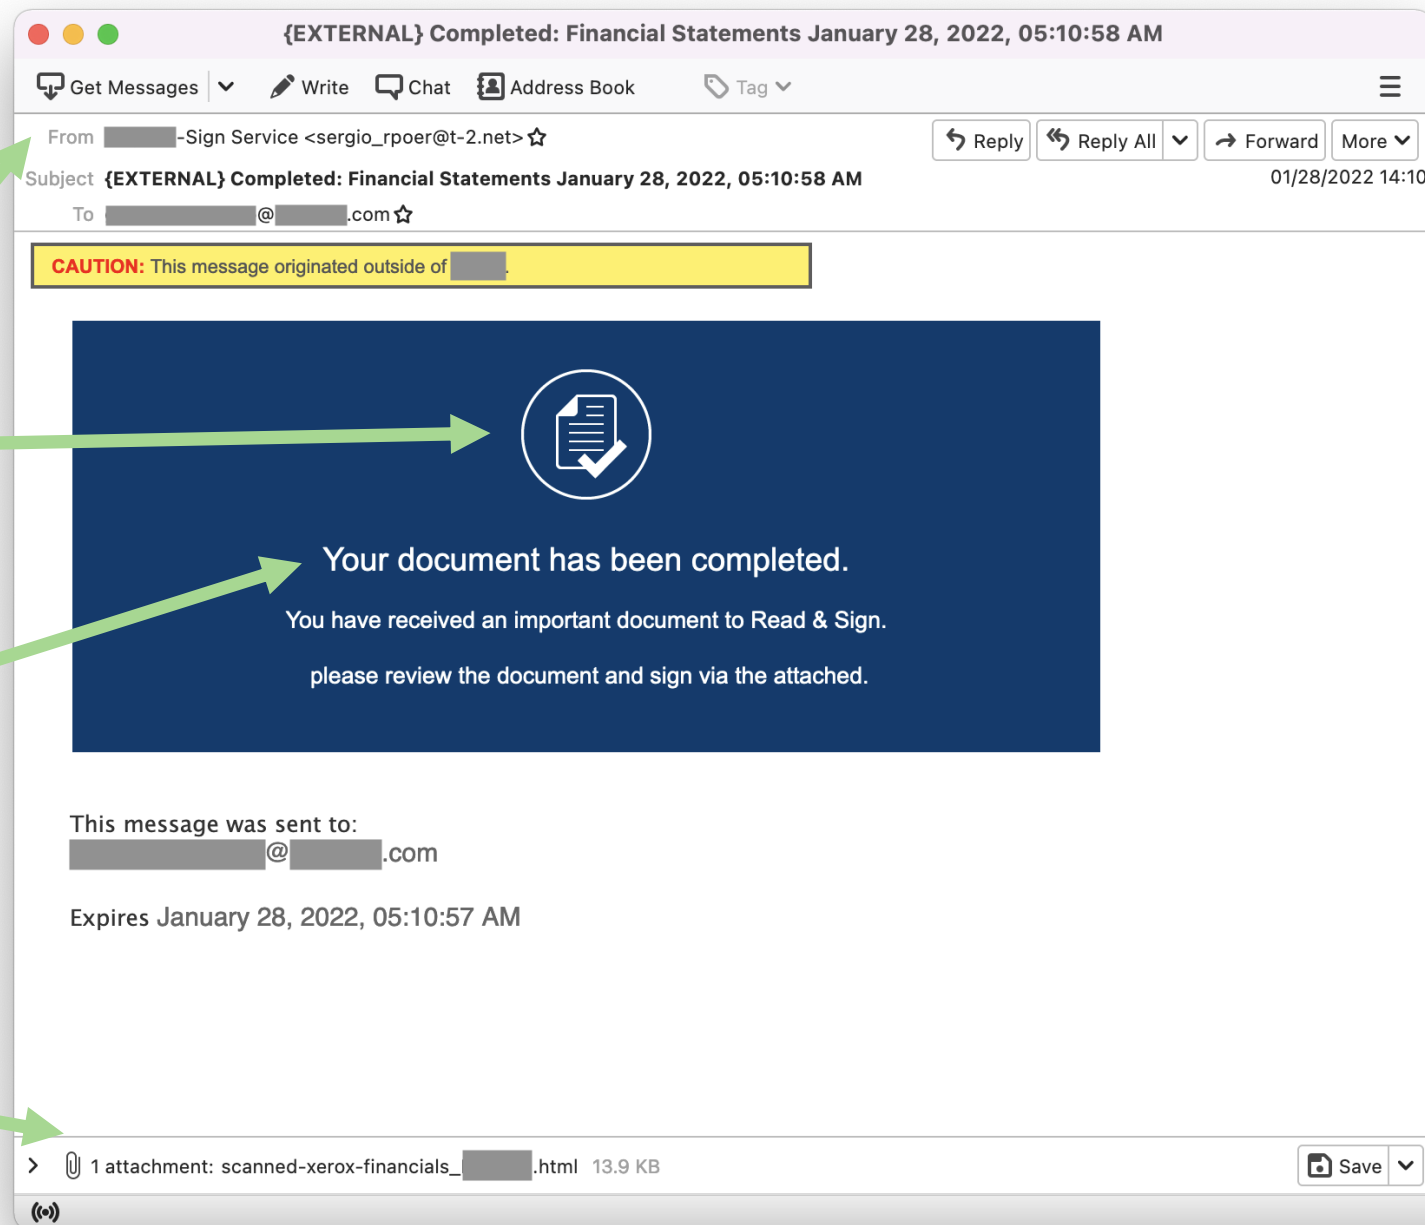 {EXTERNAL} Completed: Financial Statements January 28, 2022, 05:10:58 AM
Get Messages Write Chat Address Book Tag
From -Sign Service <sergio_rpoer@t-2.net> Reply Reply All Forward More
Subject {EXTERNAL} Completed: Financial Statements January 28, 2022, 05:10:58 AM 01/28/2022 14:10
To @ .com
CAUTION: This message originated outside of .
Your document has been completed.
You have received an important document to Read & Sign.
please review the document and sign via the attached.
This message was sent to:
@ .com
Expires January 28, 2022, 05:10:57 AM
1 attachment: scanned-xerox-financials_ .html 13.9 KB Save